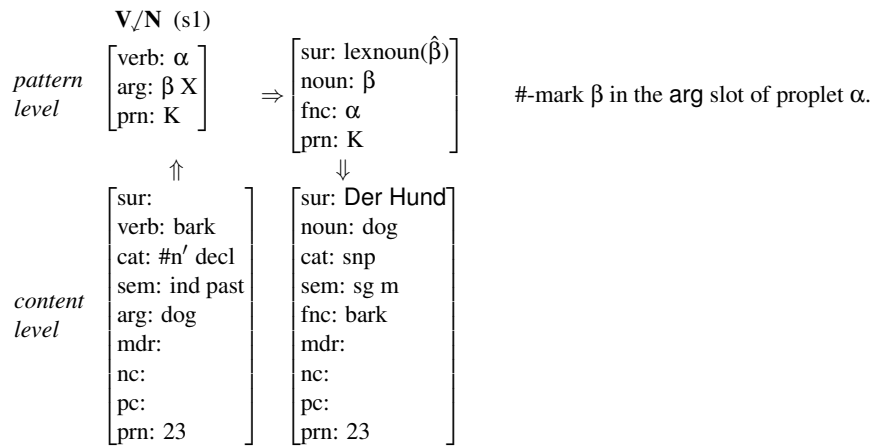 V↙/N (s1)
pattern level
[verb: α
arg: β X
prn: K]
⇒
[sur: lexnoun(β̂)
noun: β
fnc: α
prn: K]
#-mark β in the arg slot of proplet α.
⇑ ⇓
content level
[sur:
verb: bark
cat: #n′ decl
sem: ind past
arg: dog
mdr:
nc:
pc:
prn: 23]
[sur: Der Hund
noun: dog
cat: snp
sem: sg m
fnc: bark
mdr:
nc:
pc:
prn: 23]